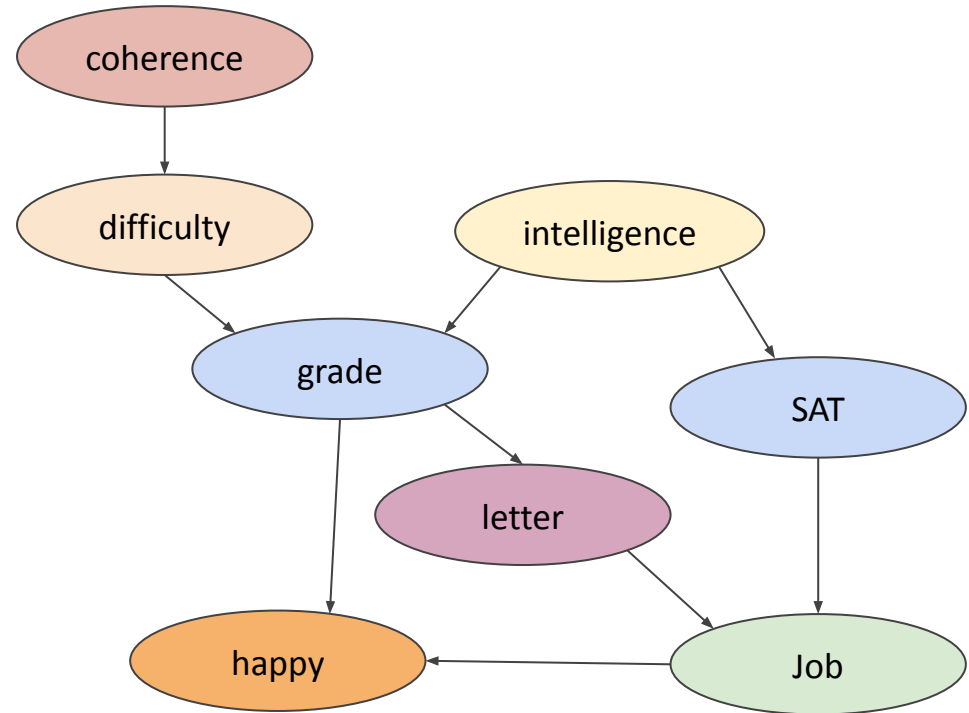 coherence
difficulty
intelligence
grade
SAT
letter
happy
Job